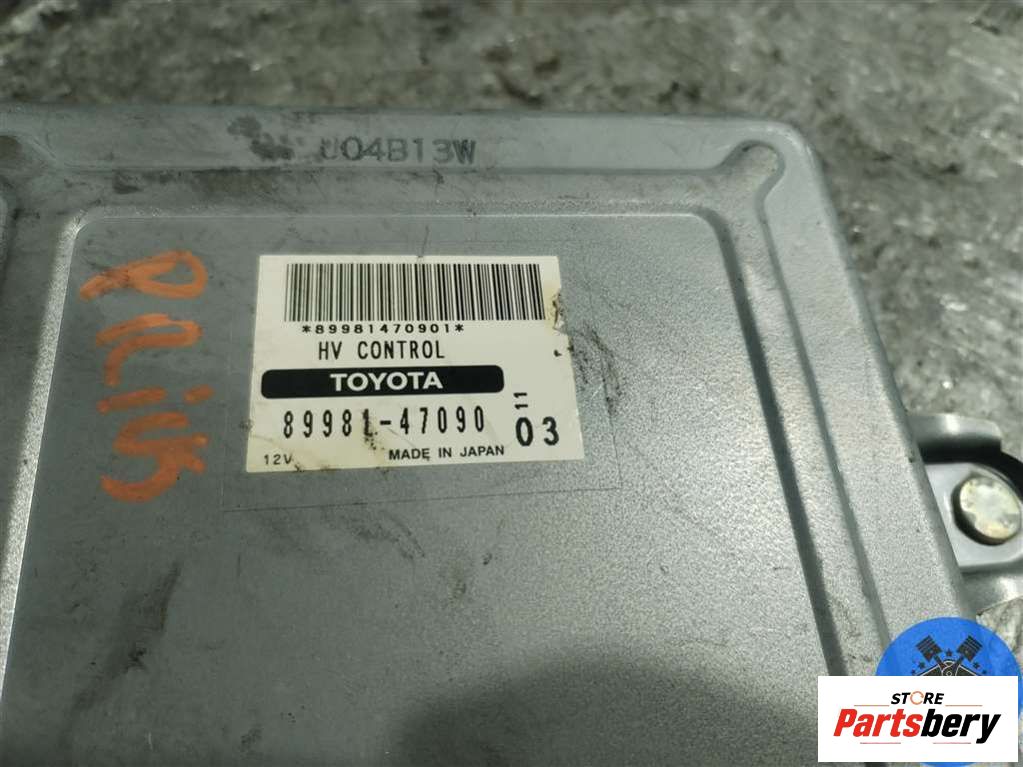 U04B13W
PRiUS
*89981470901*
HV CONTROL
TOYOTA
89981-47090
11
03
12V
MADE IN JAPAN
STORE
Partsbery